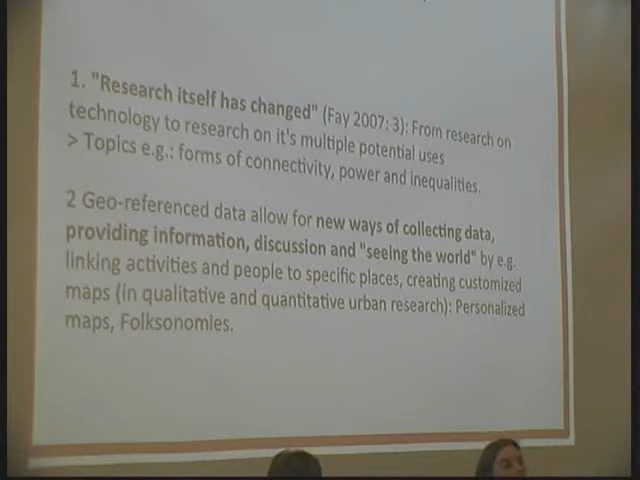 1. "Research itself has changed" (Fay 2007: 3): From research on
technology to research on it's multiple potential uses
> Topics e.g.: forms of connectivity, power and inequalities.
2 Geo-referenced data allow for new ways of collecting data,
providing information, discussion and "seeing the world" by e.g.
linking activities and people to specific places, creating customized
maps (in qualitative and quantitative urban research): Personalized
maps, Folksonomies.